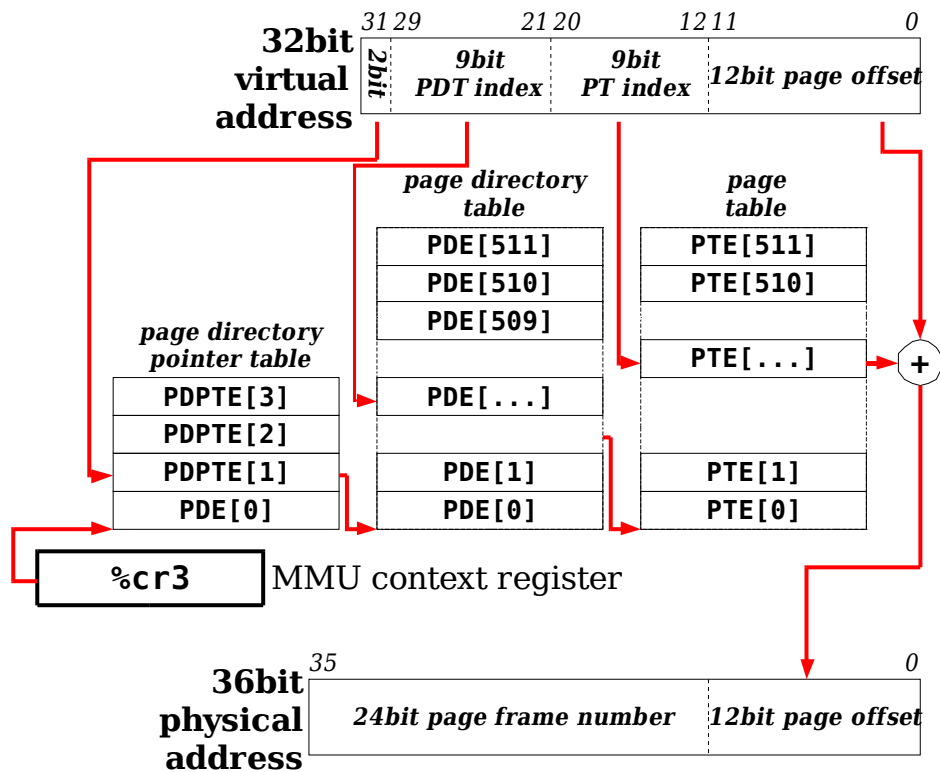 31 29 21 20 12 11 0
32bit
virtual
address
2bit
9bit
PDT index
9bit
PT index
12bit page offset
page directory
table
PDE[511]
PDE[510]
PDE[509]
PDE[...]
PDE[1]
PDE[0]
page
table
PTE[511]
PTE[510]
PTE[...]
PTE[1]
PTE[0]
+
page directory
pointer table
PDPTE[3]
PDPTE[2]
PDPTE[1]
PDE[0]
%cr3
MMU context register
35 0
36bit
physical
address
24bit page frame number
12bit page offset